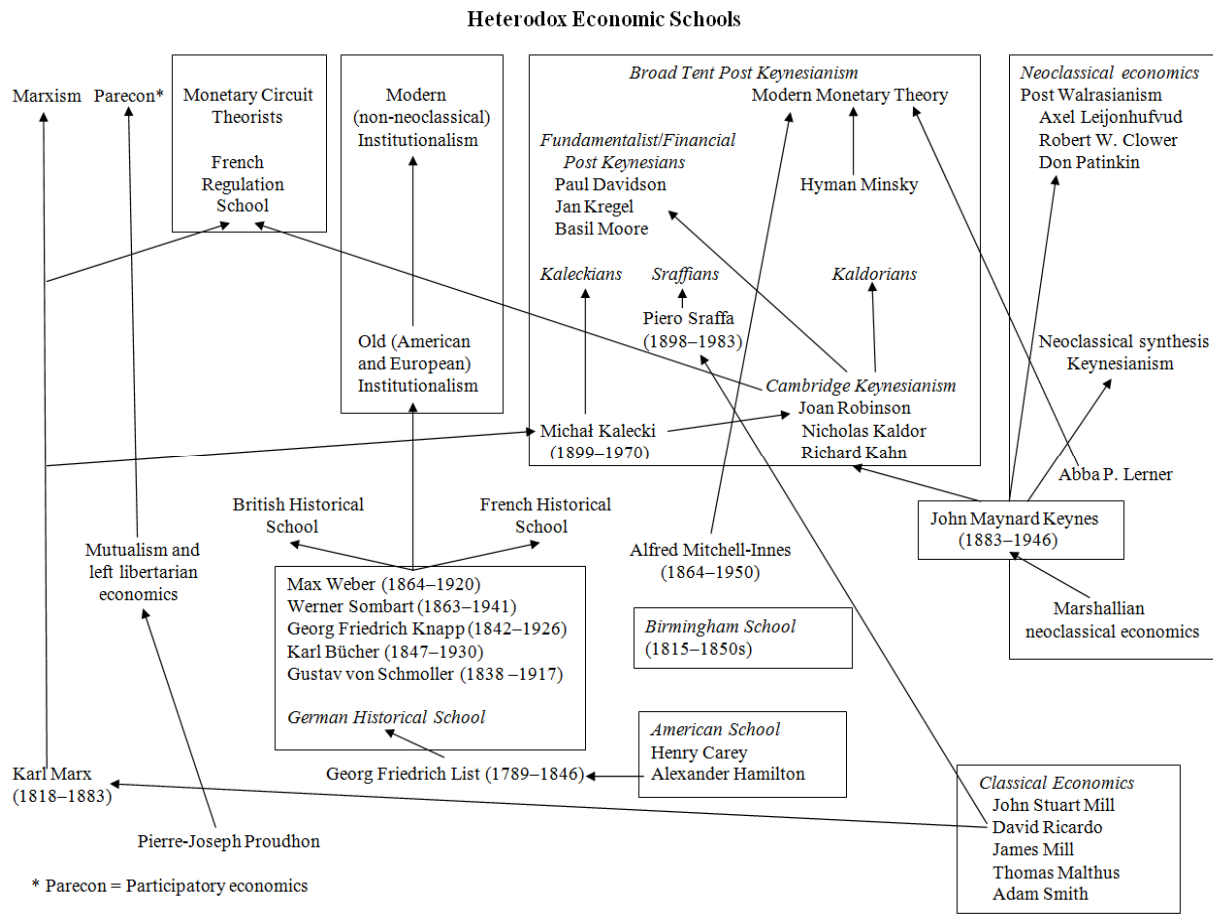 Heterodox Economic Schools
Marxism
Parecon*
Monetary Circuit
Theorists
French
Regulation
School
Modern
(non-neoclassical)
Institutionalism
Old (American
and European)
Institutionalism
Broad Tent Post Keynesianism
Modern Monetary Theory
Fundamentalist/Financial
Post Keynesians
Paul Davidson
Jan Kregel
Basil Moore
Hyman Minsky
Kaleckians
Sraffians
Kaldorians
Piero Sraffa
(1898–1983)
Cambridge Keynesianism
Joan Robinson
Nicholas Kaldor
Richard Kahn
Michał Kalecki
(1899–1970)
Neoclassical economics
Post Walrasianism
Axel Leijonhufvud
Robert W. Clower
Don Patinkin
Neoclassical synthesis
Keynesianism
Abba P. Lerner
John Maynard Keynes
(1883–1946)
Marshallian
neoclassical economics
British Historical
School
French Historical
School
Mutualism and
left libertarian
economics
Max Weber (1864–1920)
Werner Sombart (1863–1941)
Georg Friedrich Knapp (1842–1926)
Karl Bücher (1847–1930)
Gustav von Schmoller (1838 –1917)
German Historical School
Alfred Mitchell-Innes
(1864–1950)
Birmingham School
(1815–1850s)
American School
Henry Carey
Alexander Hamilton
Georg Friedrich List (1789–1846)
Karl Marx
(1818–1883)
Pierre-Joseph Proudhon
Classical Economics
John Stuart Mill
David Ricardo
James Mill
Thomas Malthus
Adam Smith
* Parecon = Participatory economics